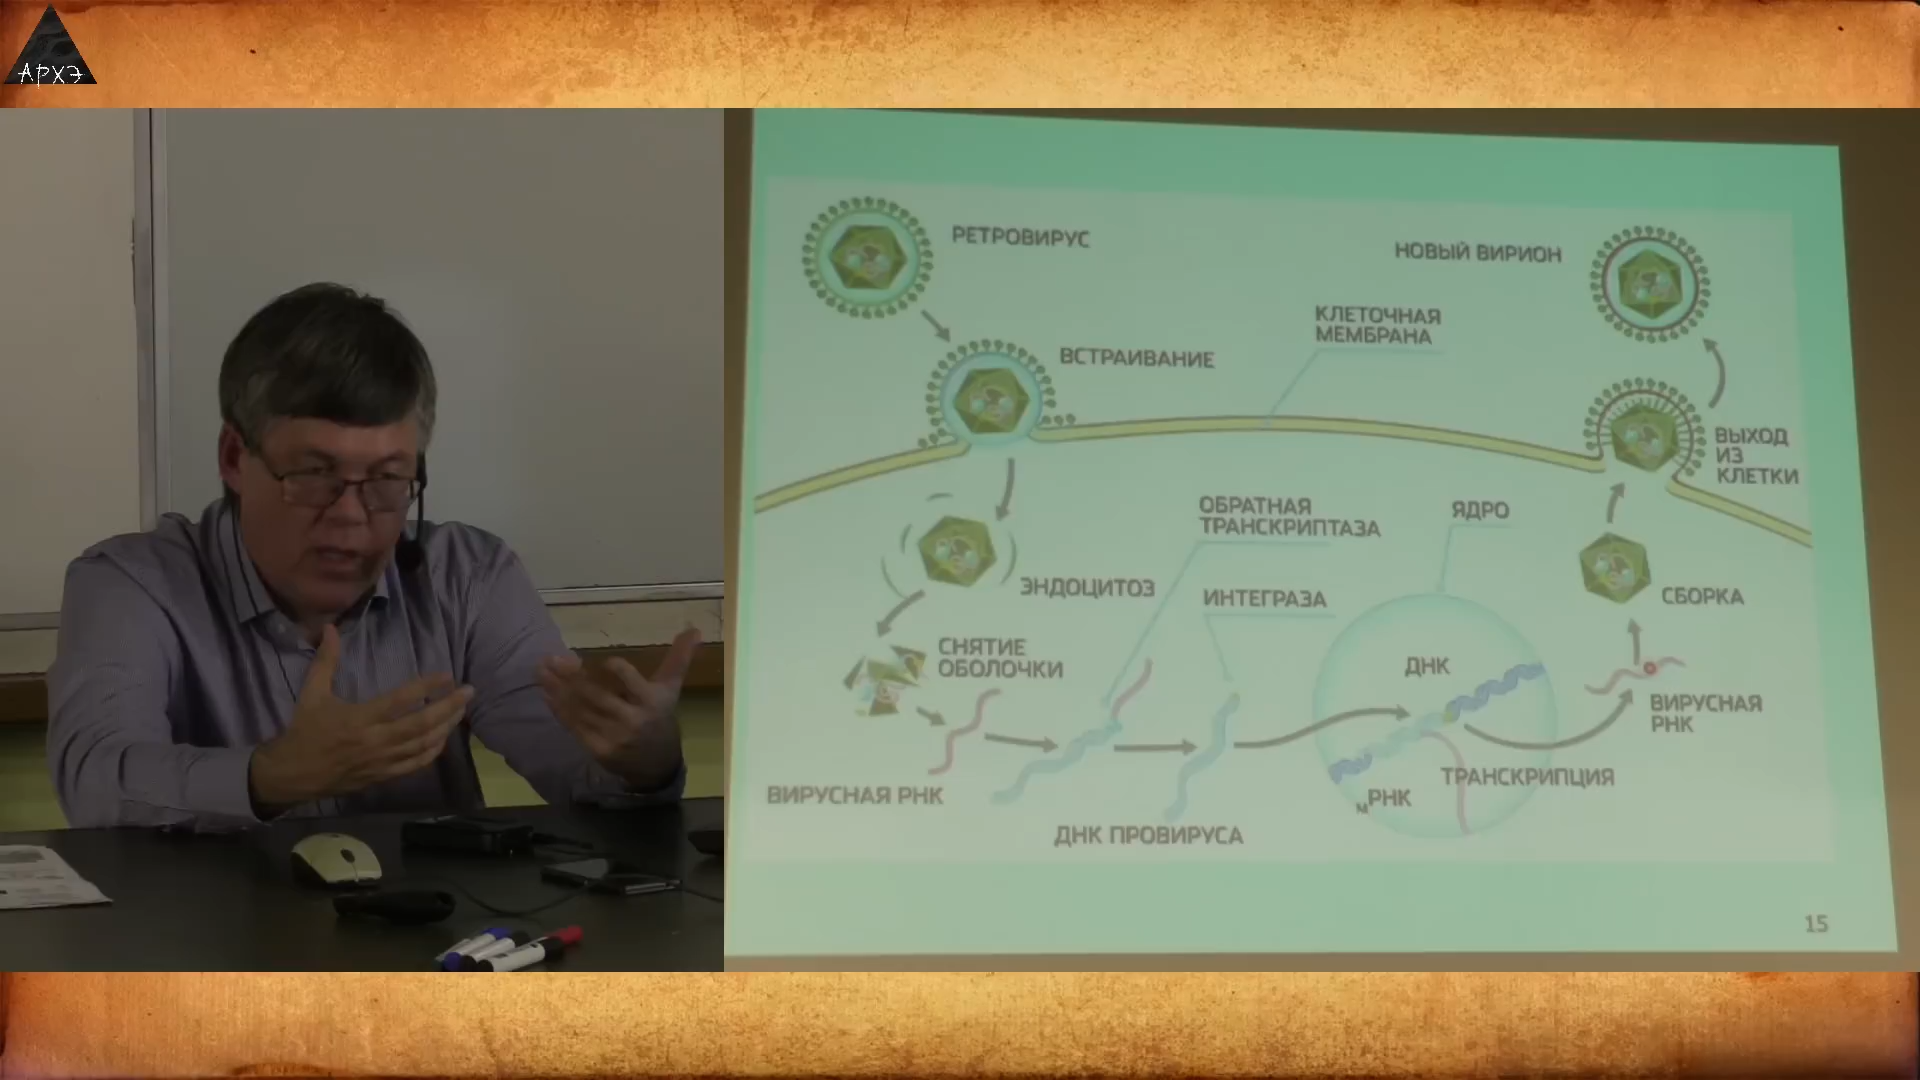 АРХЭ
РЕТРОВИРУС
НОВЫЙ ВИРИОН
КЛЕТОЧНАЯ
МЕМБРАНА
ВСТРАИВАНИЕ
ВЫХОД
ИЗ
КЛЕТКИ
ОБРАТНАЯ
ТРАНСКРИПТАЗА
ЯДРО
ЭНДОЦИТОЗ
ИНТЕГРАЗА
СБОРКА
СНЯТИЕ
ОБОЛОЧКИ
ДНК
ВИРУСНАЯ
РНК
ТРАНСКРИПЦИЯ
ВИРУСНАЯ РНК
мРНК
ДНК ПРОВИРУСА
15